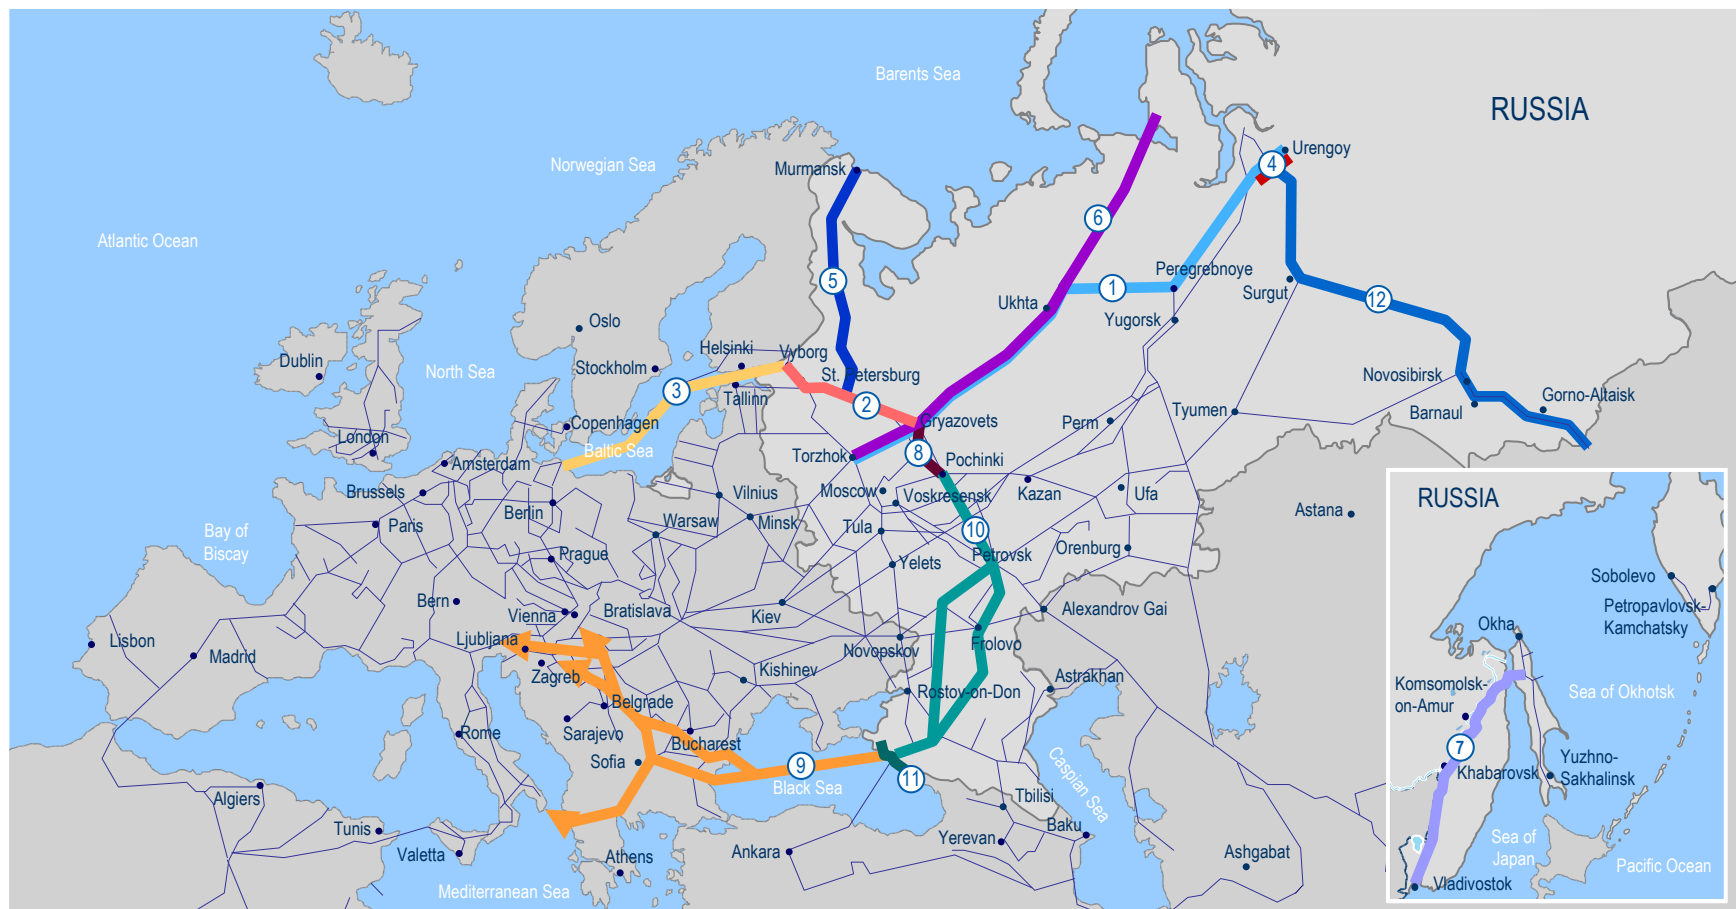 Barents Sea
RUSSIA
Urengoy
4
Norwegian Sea
Murmansk
6
Atlantic Ocean
Peregrebnoye
5
1
Surgut
12
Ukhta
Yugorsk
Oslo
Helsinki
Vyborg
Dublin
North Sea
Stockholm
St. Petersburg
Novosibirsk
3
Tallinn
2
Gorno-Altaisk
Tyumen
Barnaul
Copenhagen
Gryazovets
Perm
London
Baltic Sea
8
Torzhok
Pochinki
Amsterdam
Brussels
Vilnius
Moscow
Voskresensk
Kazan
Ufa
RUSSIA
Berlin
Astana
Paris
Warsaw
Minsk
Tula
10
Bay of
Biscay
Prague
Petrovsk
Orenburg
Yelets
Sobolevo
Bern
Vienna
Bratislava
Kiev
Alexandrov Gai
Petropavlovsk-
Kamchatsky
Okha
Lisbon
Madrid
Ljubljana
Novopskov
Frolovo
Zagreb
Kishinev
Astrakhan
Komsomolsk-
on-Amur
Sea of Okhotsk
Belgrade
Rostov-on-Don
Rome
Sarajevo
Bucharest
Sofia
9
Black Sea
11
Caspian Sea
7
Khabarovsk
Yuzhno-
Sakhalinsk
Algiers
Tbilisi
Tunis
Valetta
Yerevan
Baku
Sea of
Japan
Ankara
Athens
Ashgabat
Pacific Ocean
Mediterranean Sea
Vladivostok